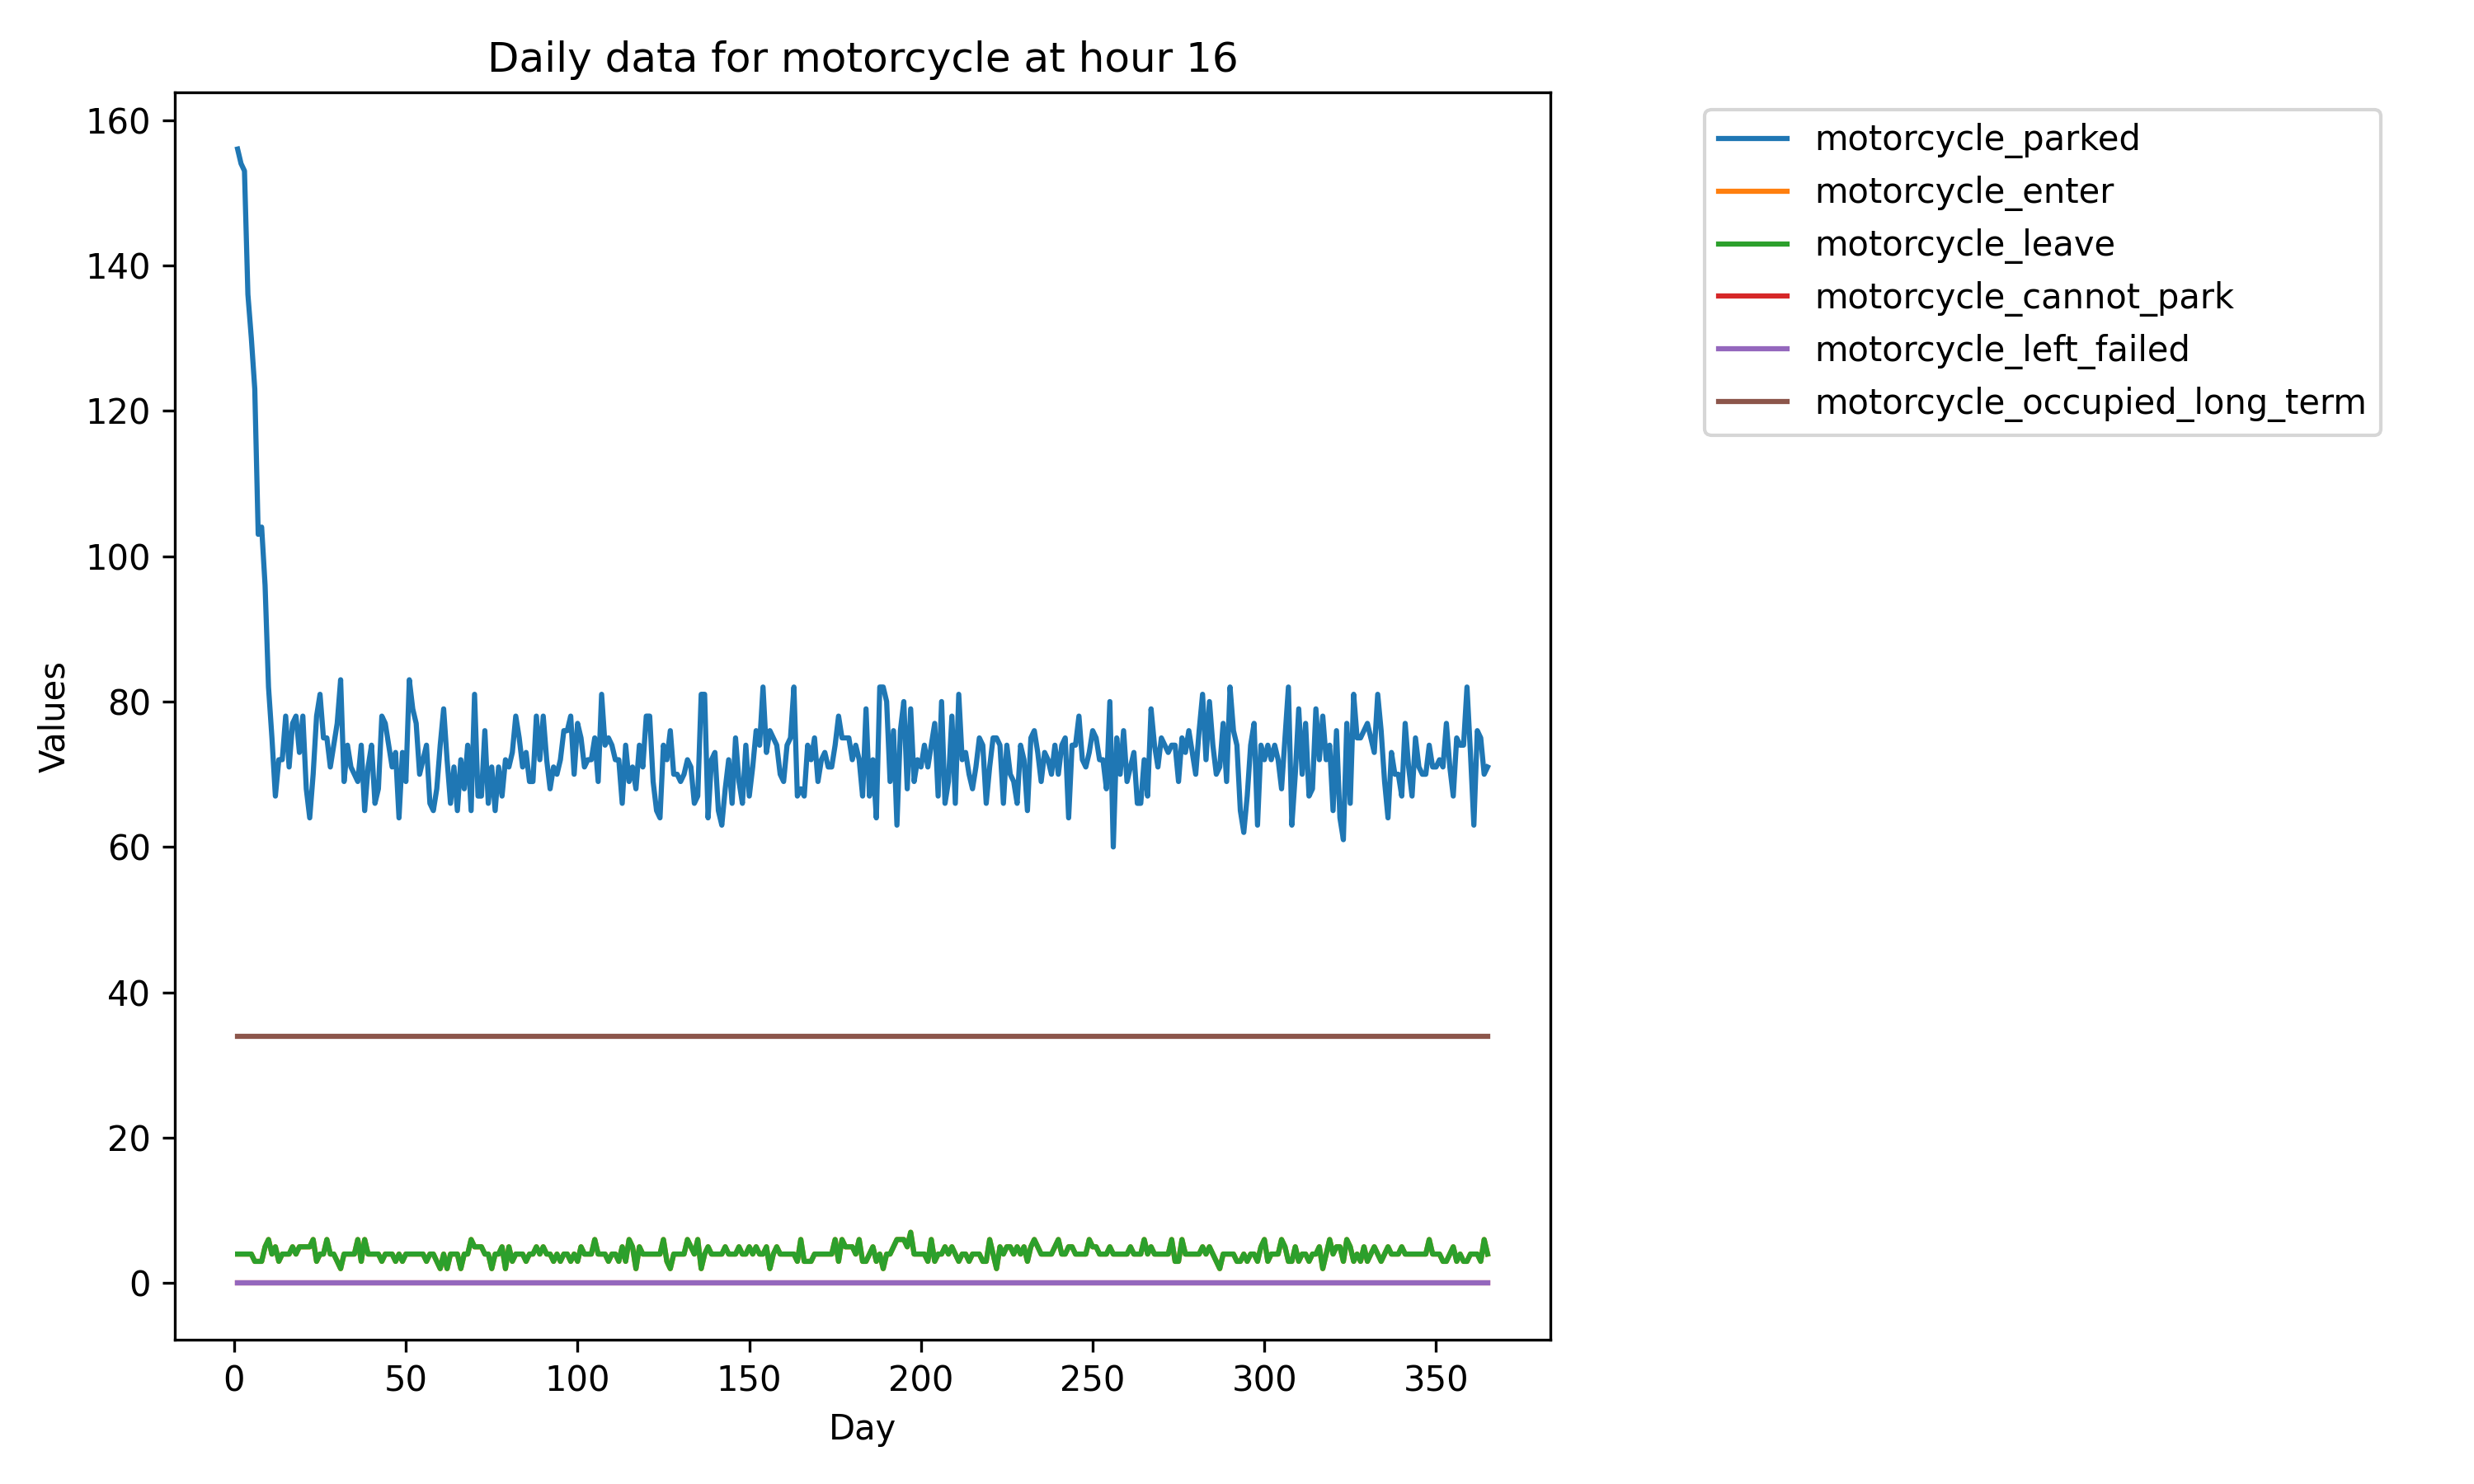 Daily data for motorcycle at hour 16
160
140
120
100
80
60
40
20
0
Values
0 50 100 150 200 250 300 350
Day
motorcycle_parked
motorcycle_enter
motorcycle_leave
motorcycle_cannot_park
motorcycle_left_failed
motorcycle_occupied_long_term